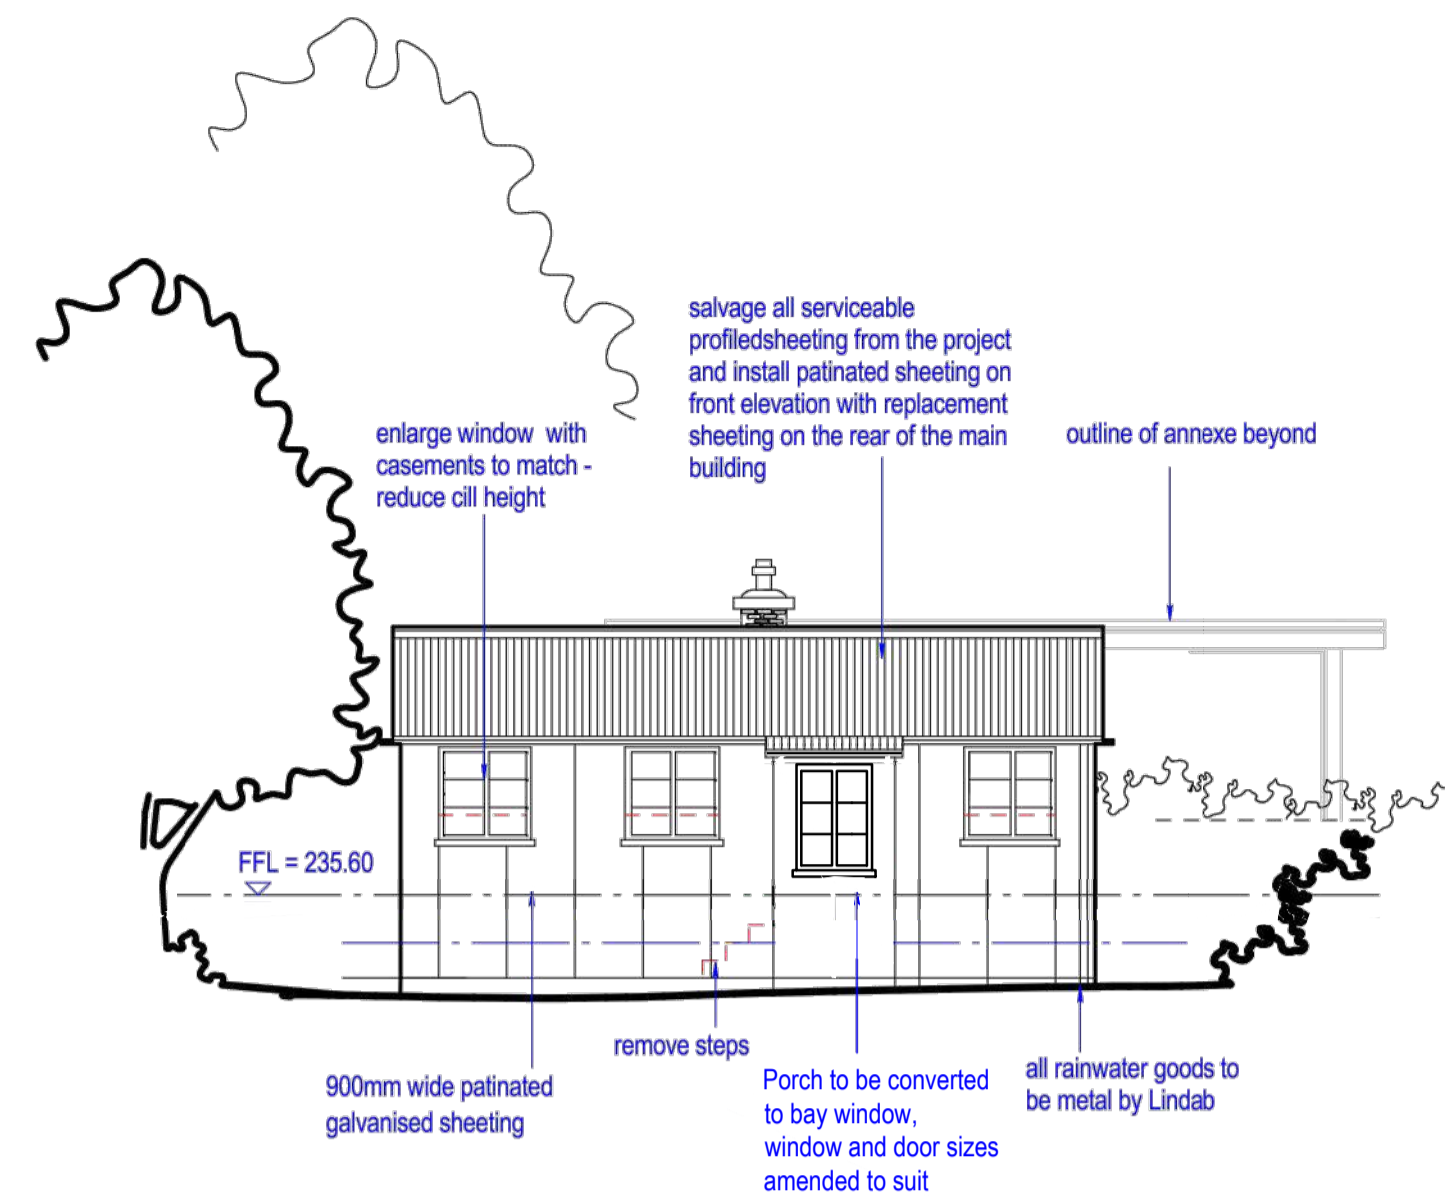 salvage all serviceable
profiledsheeting from the project
and install patinated sheeting on
front elevation with replacement
sheeting on the rear of the main
building
enlarge window with
casements to match -
reduce cill height
outline of annexe beyond
FFL = 235.60
remove steps
900mm wide patinated
galvanised sheeting
Porch to be converted
to bay window,
window and door sizes
amended to suit
all rainwater goods to
be metal by Lindab